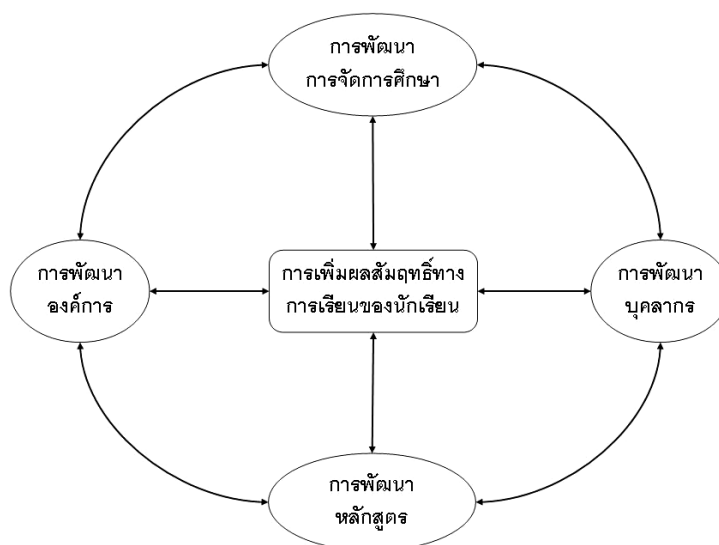 การพัฒนา
การจัดการศึกษา
การพัฒนา
องค์การ
การเพิ่มผลสัมฤทธิ์ทาง
การเรียนของนักเรียน
การพัฒนา
บุคลากร
การพัฒนา
หลักสูตร